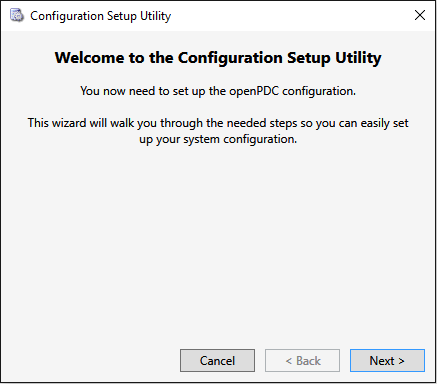 Configuration Setup Utility
Welcome to the Configuration Setup Utility
You now need to set up the openPDC configuration.
This wizard will walk you through the needed steps so you can easily set
up your system configuration.
Cancel
< Back
Next >